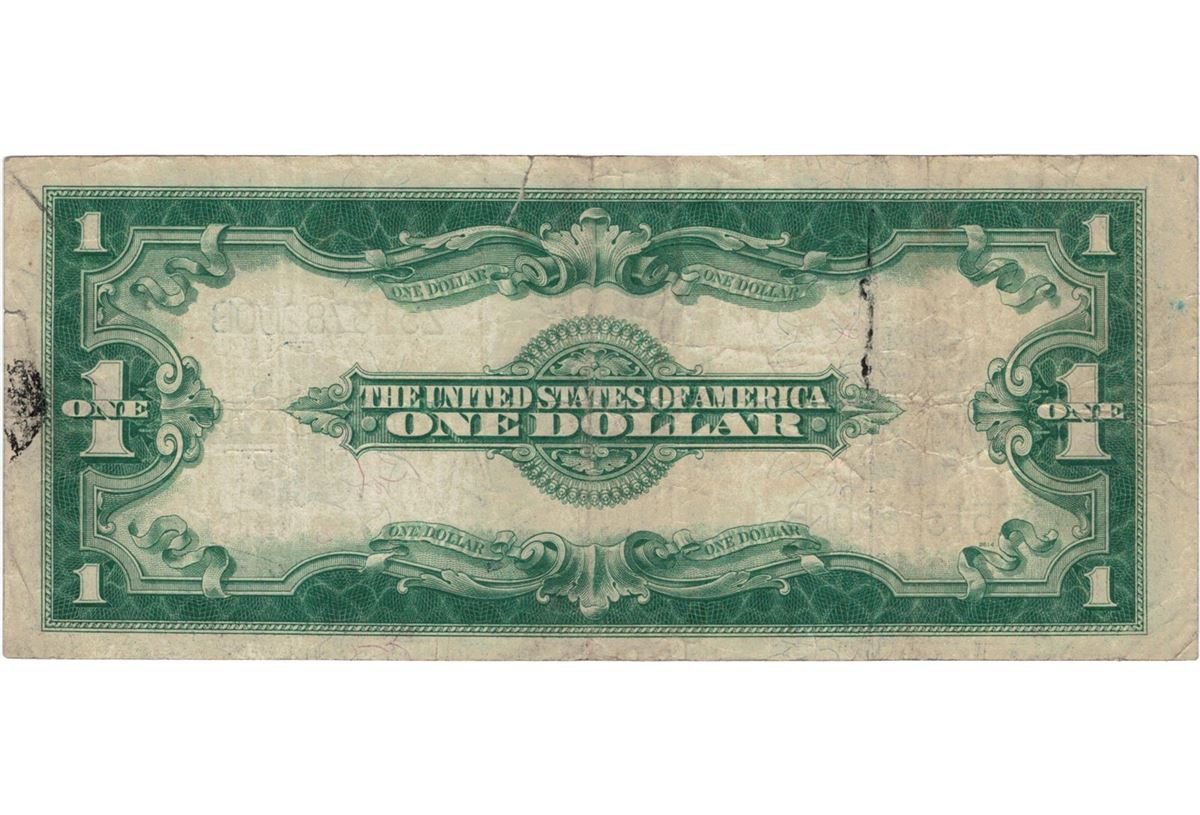 1 1
ONE DOLLAR ONE DOLLAR
1 1
THE UNITED STATES OF AMERICA
ONE ONE DOLLAR ONE
ONE DOLLAR ONE DOLLAR
1 1